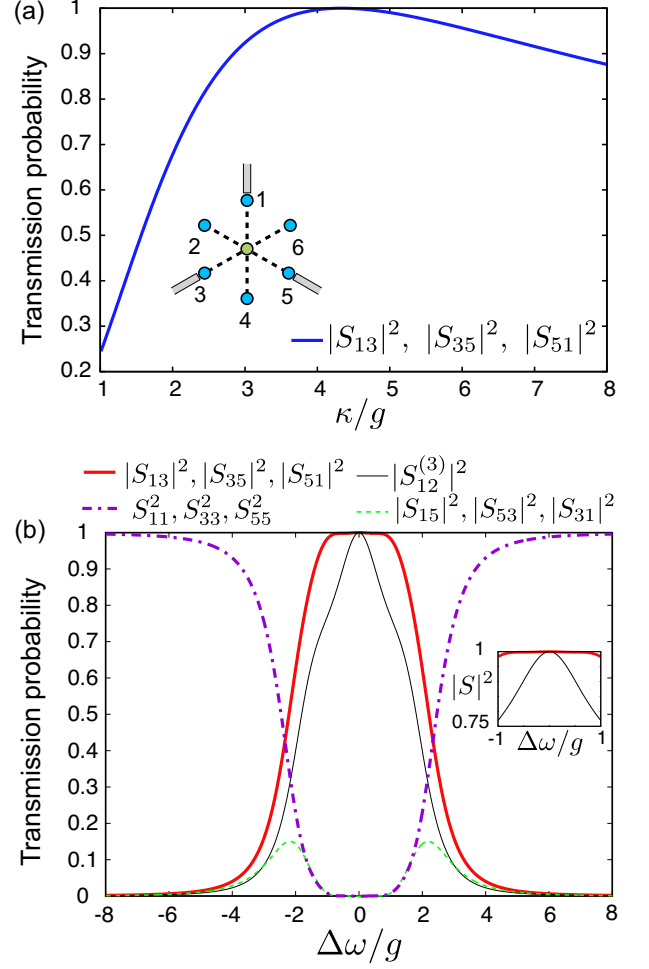 (a)
Transmission probability
1
0.9
0.8
0.7
0.6
0.5
0.4
0.3
0.2
1
2
3
4
5
6
|S₁₃|², |S₃₅|², |S₅₁|²
1 2 3 4 5 6 7 8
κ/g
|S₁₃|², |S₃₅|², |S₅₁|²
|S₁₂⁽³⁾|²
S₁₁², S₃₃², S₅₅²
|S₁₅|², |S₅₃|², |S₃₁|²
(b)
Transmission probability
1
0.9
0.8
0.7
0.6
0.5
0.4
0.3
0.2
0.1
0
1
|S|²
0.75
-1 1
Δω/g
-8 -6 -4 -2 0 2 4 6 8
Δω/g